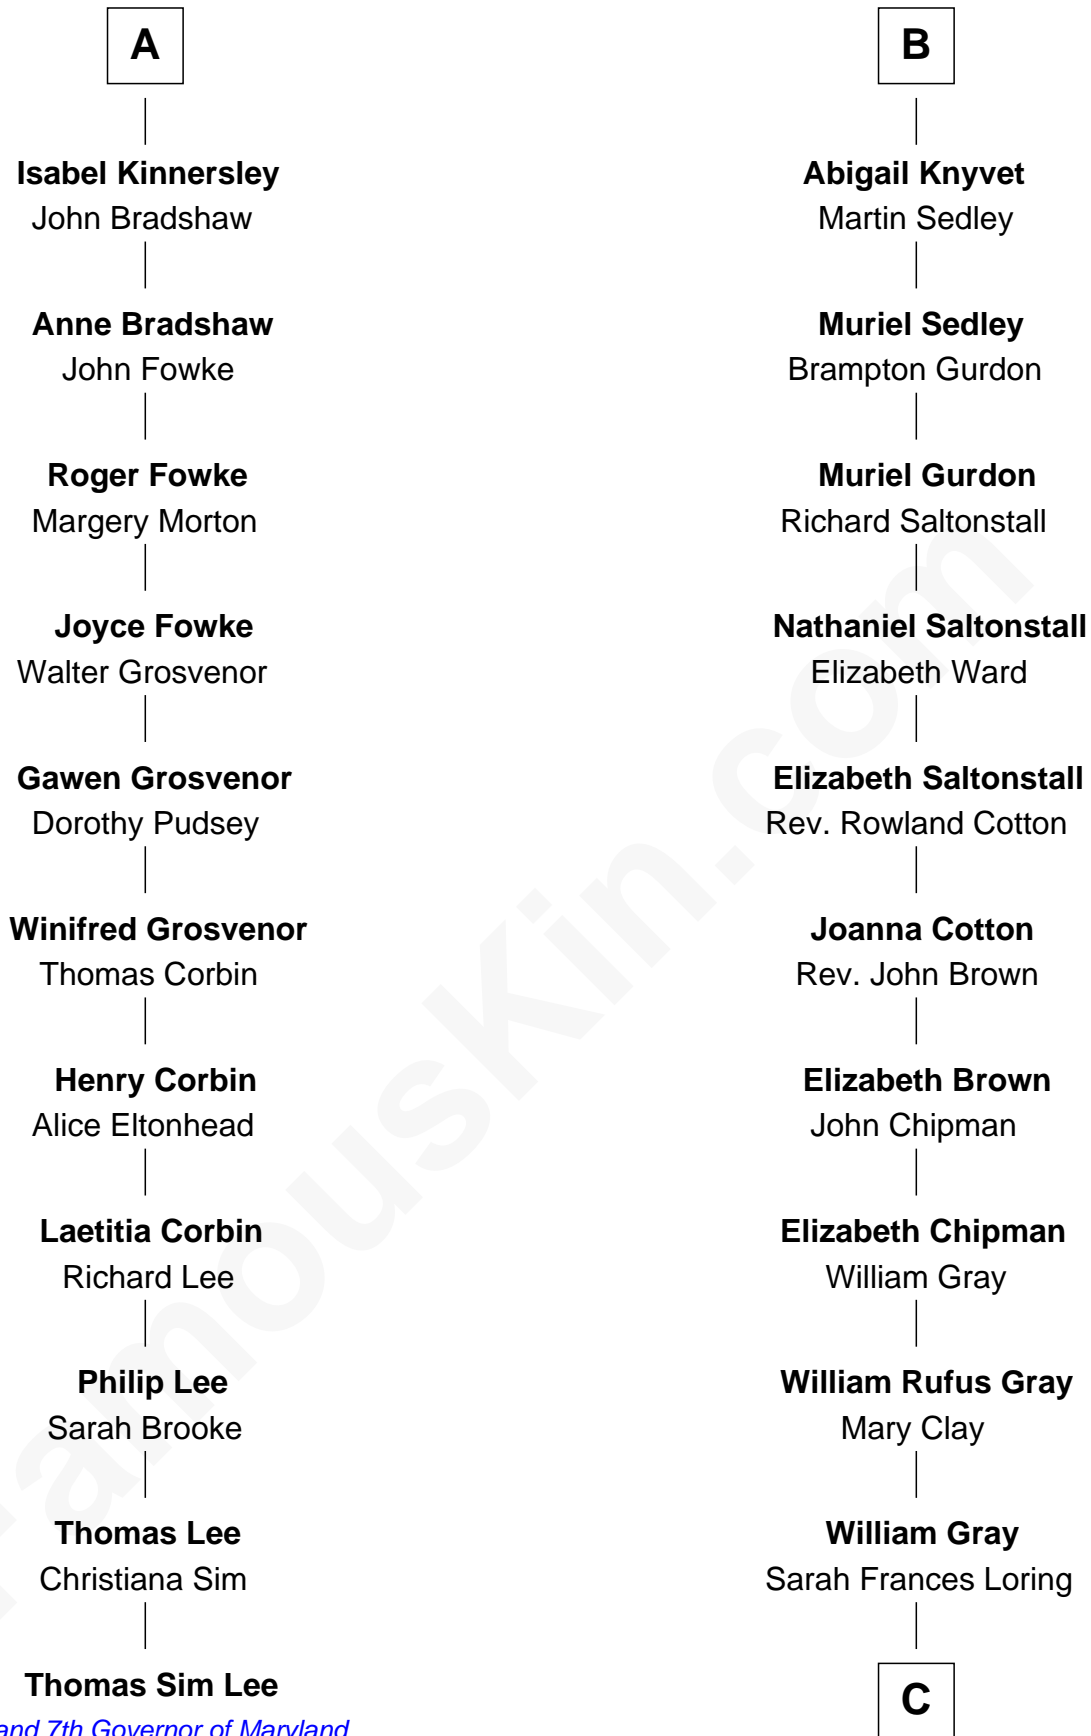 A
Isabel Kinnersley
John Bradshaw
Anne Bradshaw
John Fowke
Roger Fowke
Margery Morton
Joyce Fowke
Walter Grosvenor
Gawen Grosvenor
Dorothy Pudsey
Winifred Grosvenor
Thomas Corbin
Henry Corbin
Alice Eltonhead
Laetitia Corbin
Richard Lee
Philip Lee
Sarah Brooke
Thomas Lee
Christiana Sim
Thomas Sim Lee
and 7th Governor of Maryland
B
Abigail Knyvet
Martin Sedley
Muriel Sedley
Brampton Gurdon
Muriel Gurdon
Richard Saltonstall
Nathaniel Saltonstall
Elizabeth Ward
Elizabeth Saltonstall
Rev. Rowland Cotton
Joanna Cotton
Rev. John Brown
Elizabeth Brown
John Chipman
Elizabeth Chipman
William Gray
William Rufus Gray
Mary Clay
William Gray
Sarah Frances Loring
C
FamousKin.com